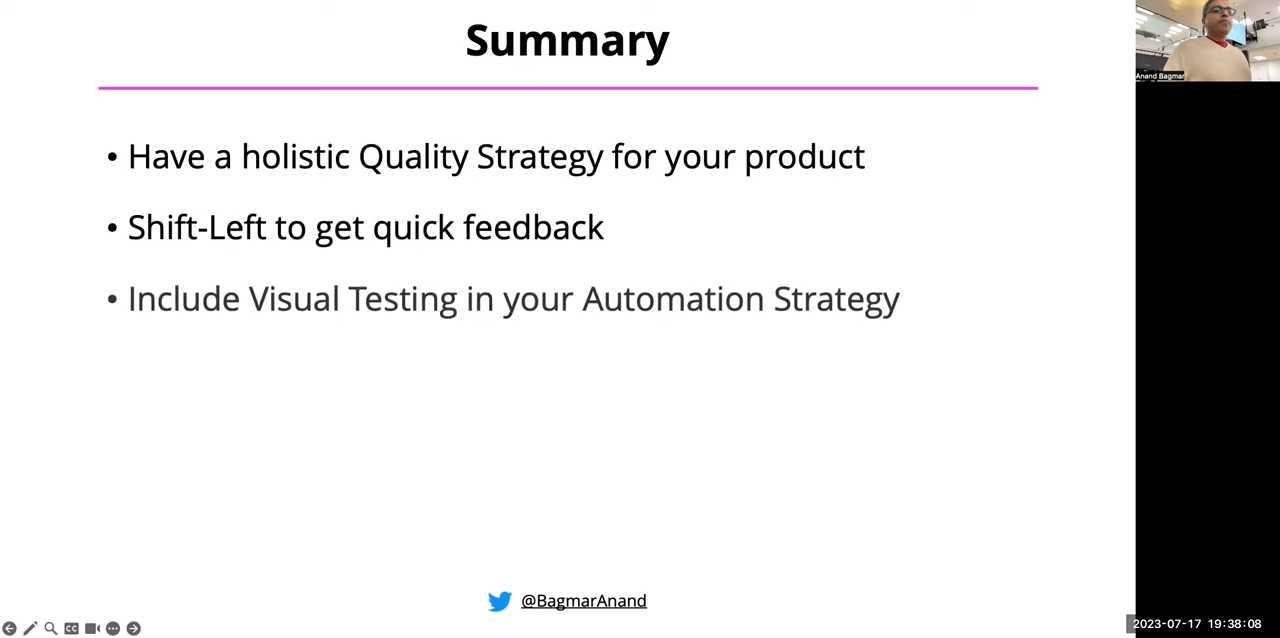 Summary
Anand Bagmar
• Have a holistic Quality Strategy for your product
• Shift-Left to get quick feedback
• Include Visual Testing in your Automation Strategy
@BagmarAnand
CC
2023-07-17 19:38:08